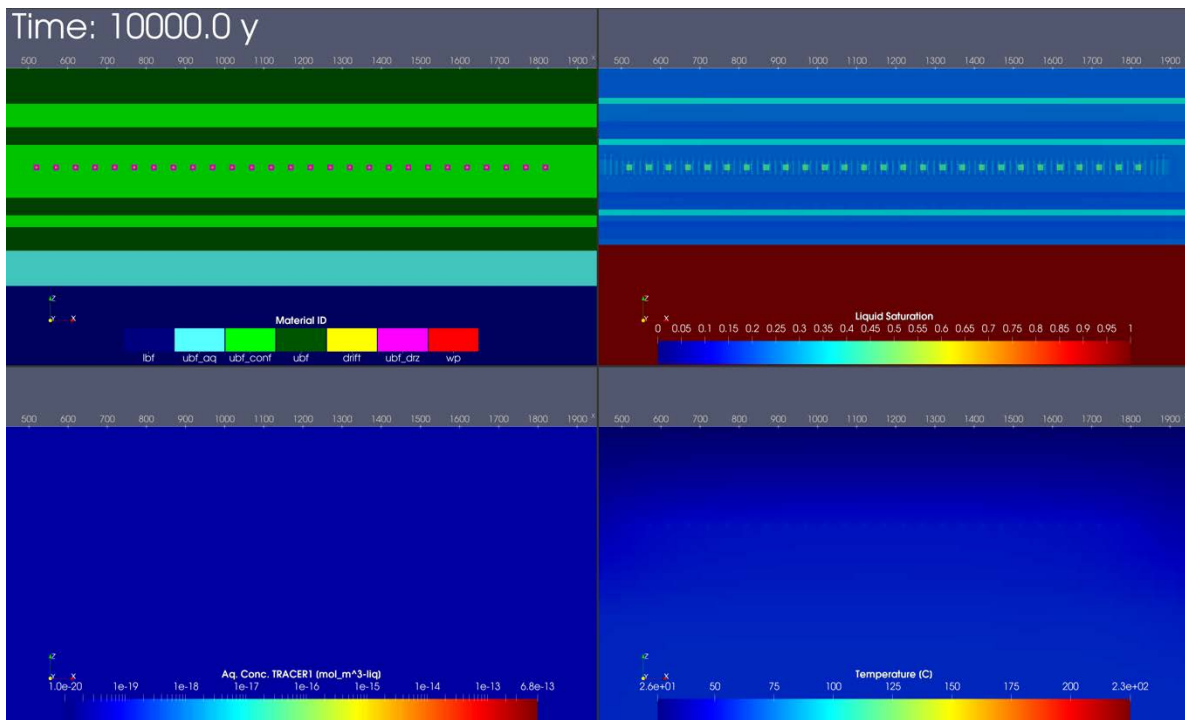 Time: 10000.0 y
500 600 700 800 900 1000 1100 1200 1300 1400 1500 1600 1700 1800 1900 X
Z
Y X
Material ID
lbf ubf_aq ubf_conf ubf drift ubf_drz wp
500 600 700 800 900 1000 1100 1200 1300 1400 1500 1600 1700 1800 1900
Z
Y X
Liquid Saturation
0 0.05 0.1 0.15 0.2 0.25 0.3 0.35 0.4 0.45 0.5 0.55 0.6 0.65 0.7 0.75 0.8 0.85 0.9 0.95 1
500 600 700 800 900 1000 1100 1200 1300 1400 1500 1600 1700 1800 1900 X
Z
Y X
Aq. Conc. TRACER1 [mol_m^3-liq]
1.0e-20 1e-19 1e-18 1e-17 1e-16 1e-15 1e-14 1e-13 6.8e-13
500 600 700 800 900 1000 1100 1200 1300 1400 1500 1600 1700 1800 1900
Z
Y X
Temperature (C)
2.6e+01 50 75 100 125 150 175 200 2.3e+02